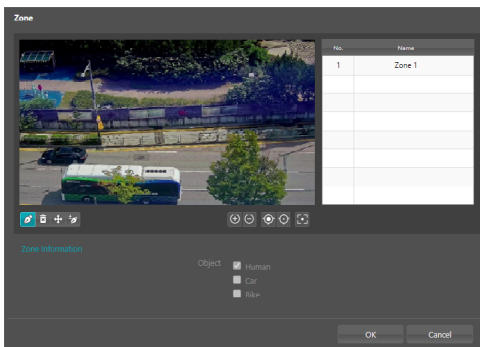 Zone
No. Name
1 Zone 1
Zone Information
Object Human
Car
Bike
OK Cancel